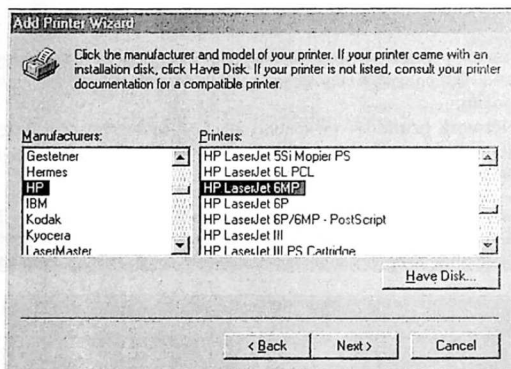 Add Printer Wizard
Click the manufacturer and model of your printer. If your printer came with an
installation disk, click Have Disk. If your printer is not listed, consult your printer
documentation for a compatible printer.
Manufacturers:
Gestetner
Hermes
HP
IBM
Kodak
Kyocera
LaserMaster
Printers:
HP LaserJet 5Si Mopier PS
HP LaserJet 6L PCL
HP LaserJet 6MP
HP LaserJet 6P
HP LaserJet 6P/6MP - PostScript
HP LaserJet III
HP LaserJet III PS Cartridge
Have Disk...
< Back
Next >
Cancel